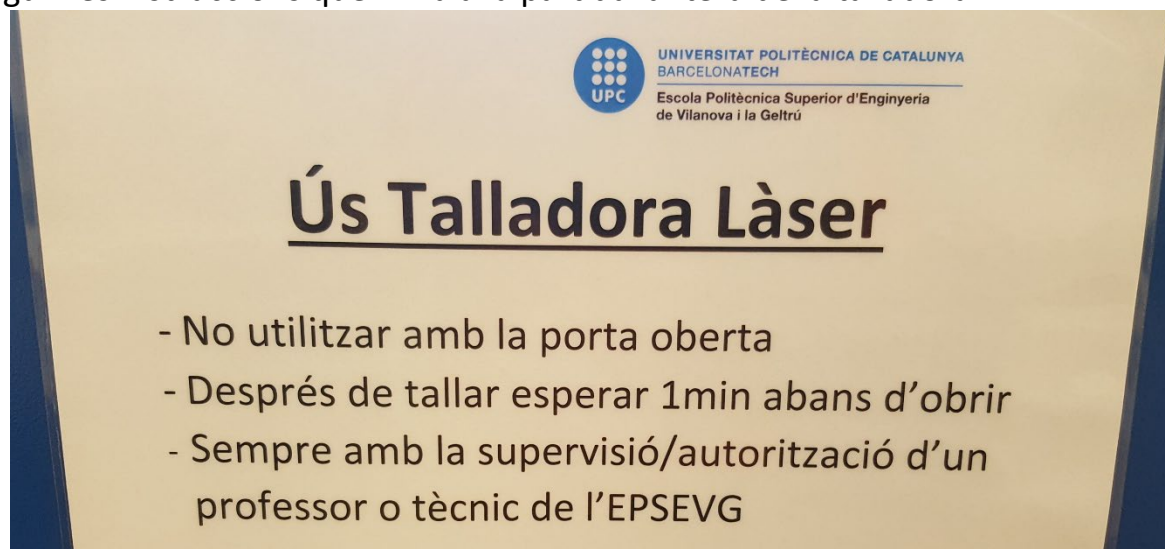 UNIVERSITAT POLITÈCNICA DE CATALUNYA
BARCELONATECH
UPC
Escola Politècnica Superior d'Enginyeria
de Vilanova i la Geltrú
Ús Talladora Làser
- No utilitzar amb la porta oberta
- Després de tallar esperar 1min abans d'obrir
- Sempre amb la supervisió/autorització d'un
professor o tècnic de l'EPSEVG